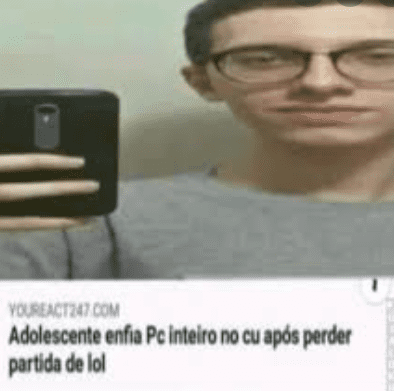 YOUREACT247.COM
Adolescente enfia Pc inteiro no cu após perder
partida de lol